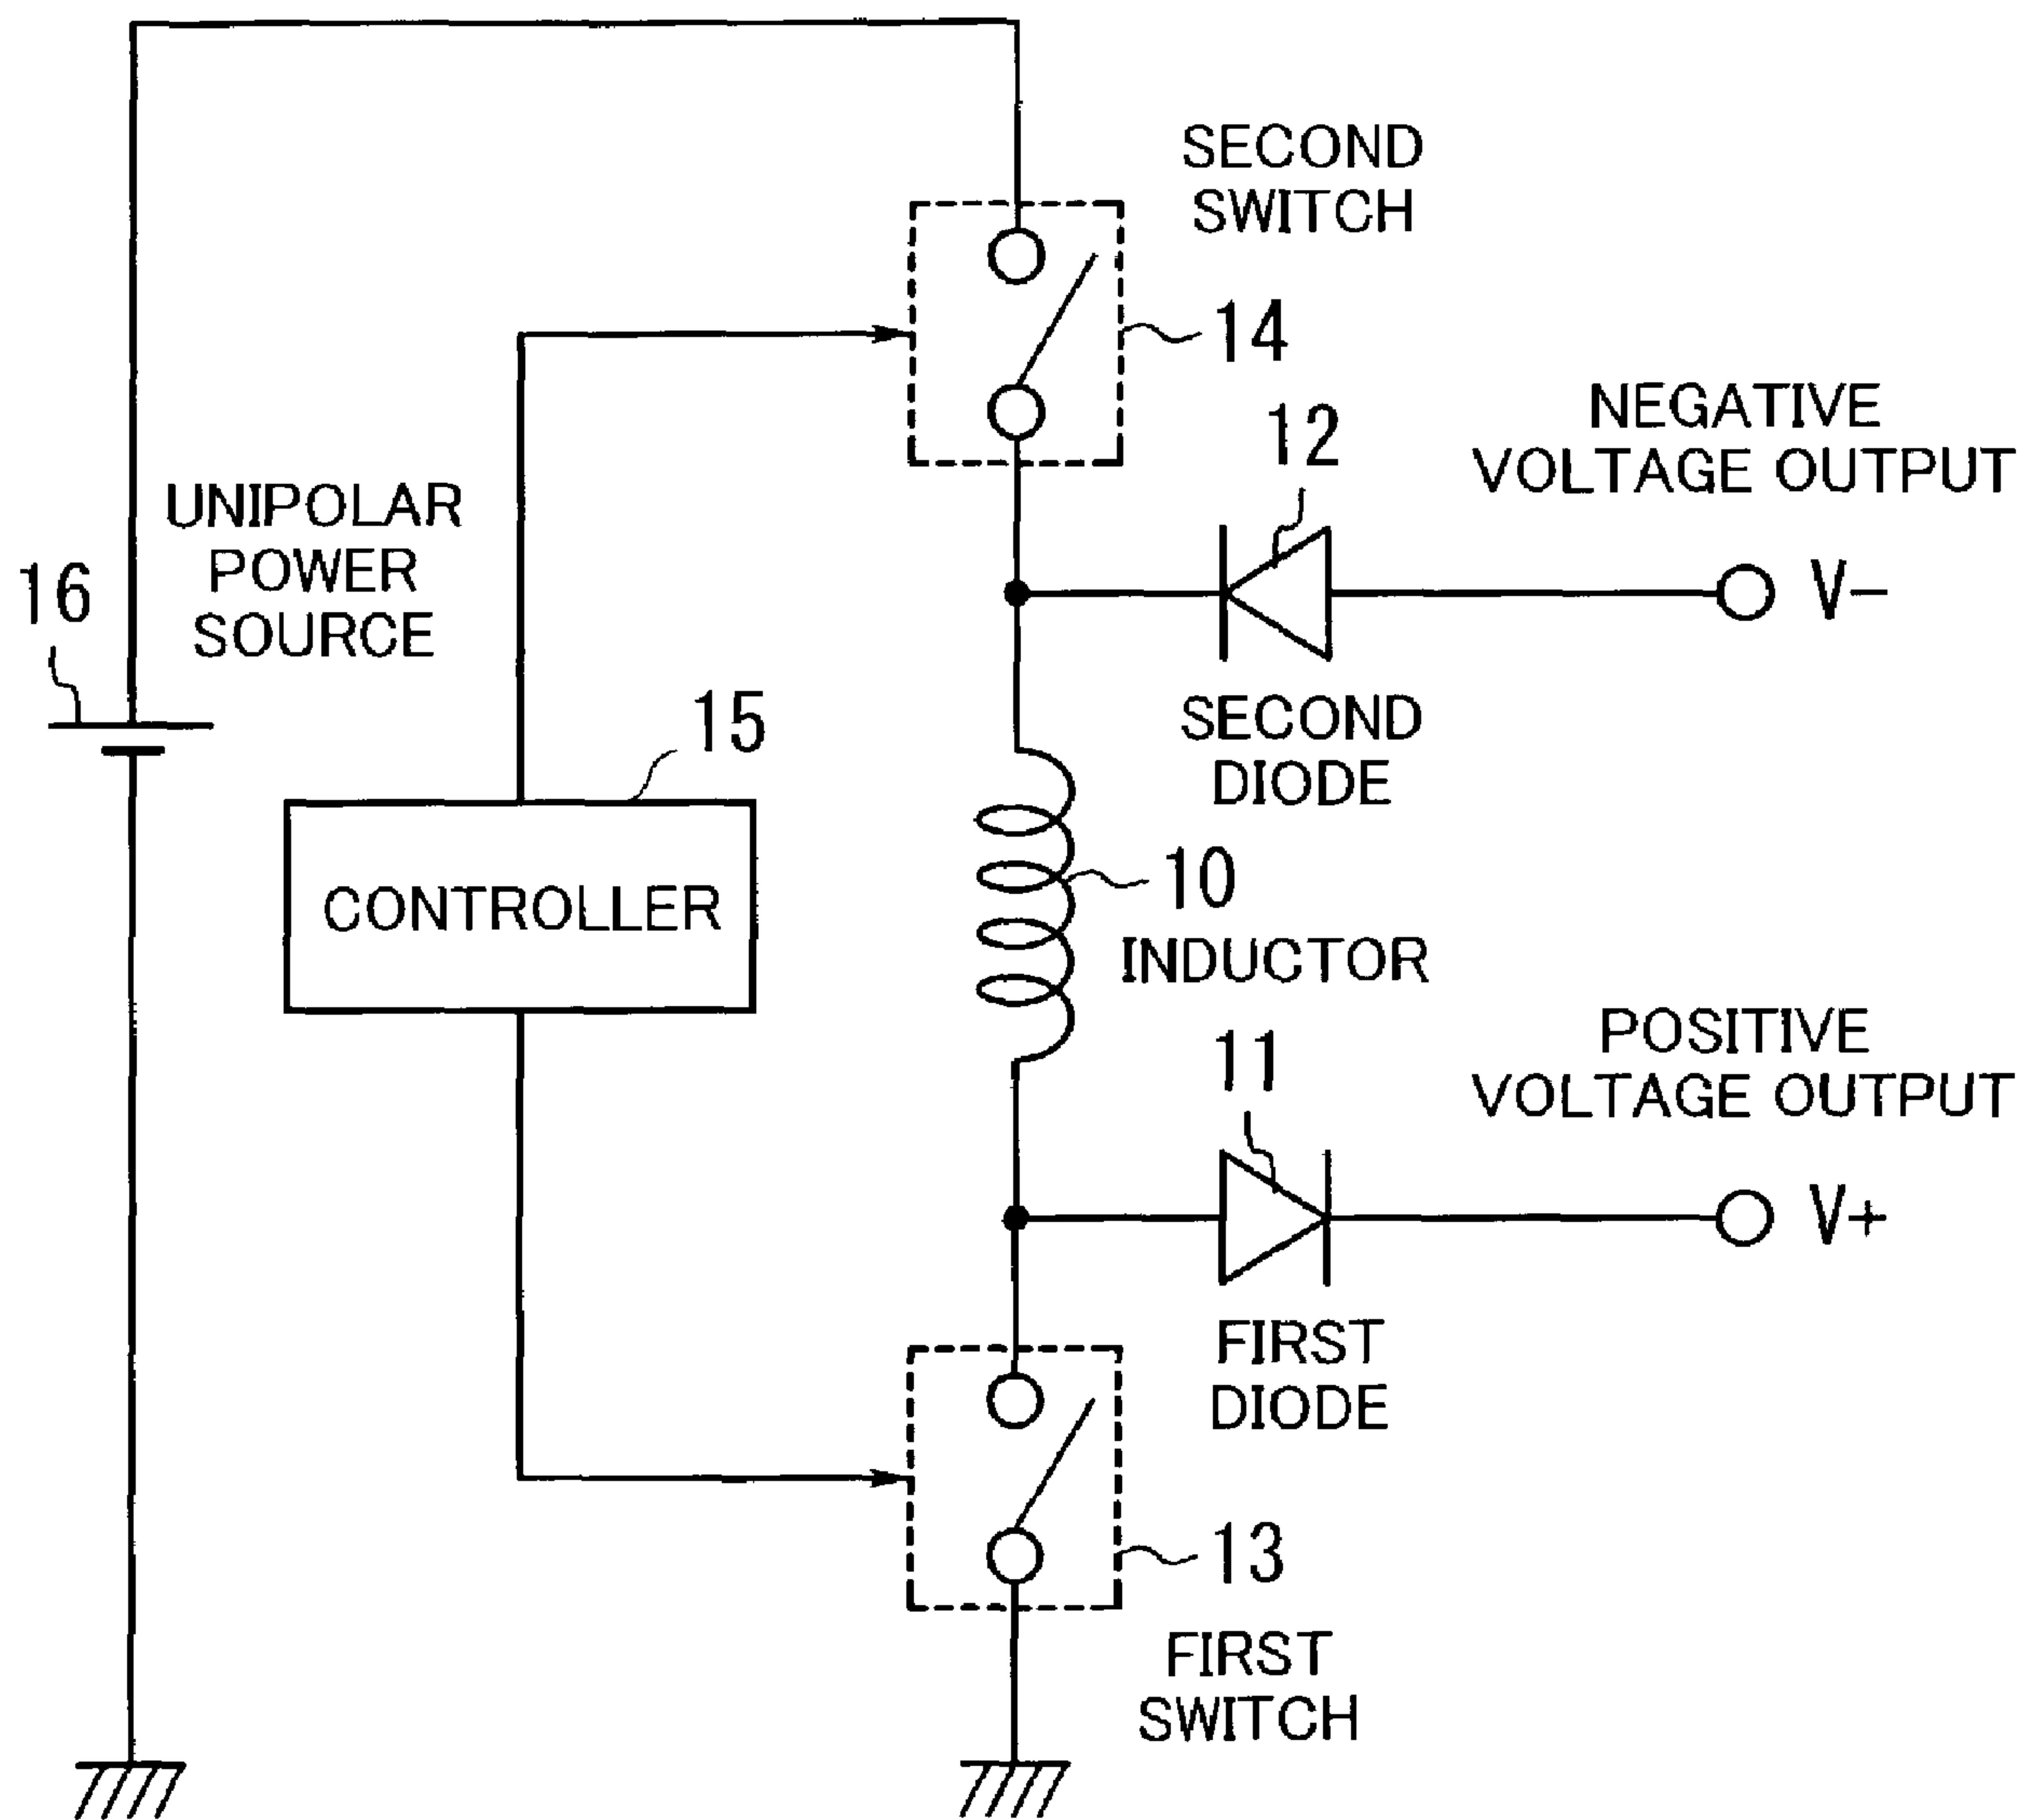 SECOND
SWITCH
14
NEGATIVE
VOLTAGE OUTPUT
12
V−
UNIPOLAR
POWER
SOURCE
16
SECOND
DIODE
15
CONTROLLER
10
INDUCTOR
POSITIVE
VOLTAGE OUTPUT
11
V+
FIRST
DIODE
13
FIRST
SWITCH